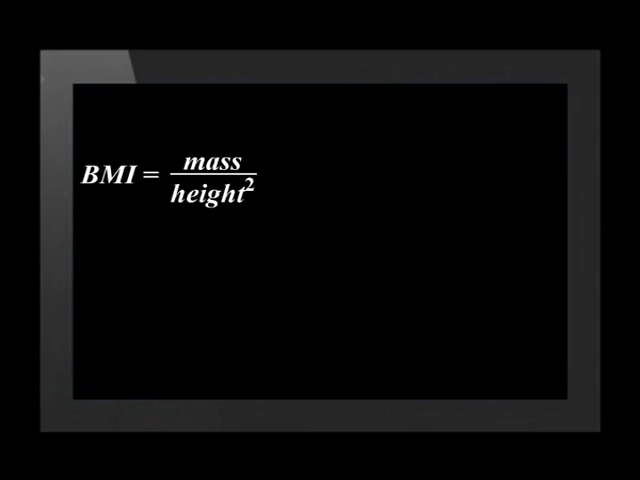 BMI = mass / height²